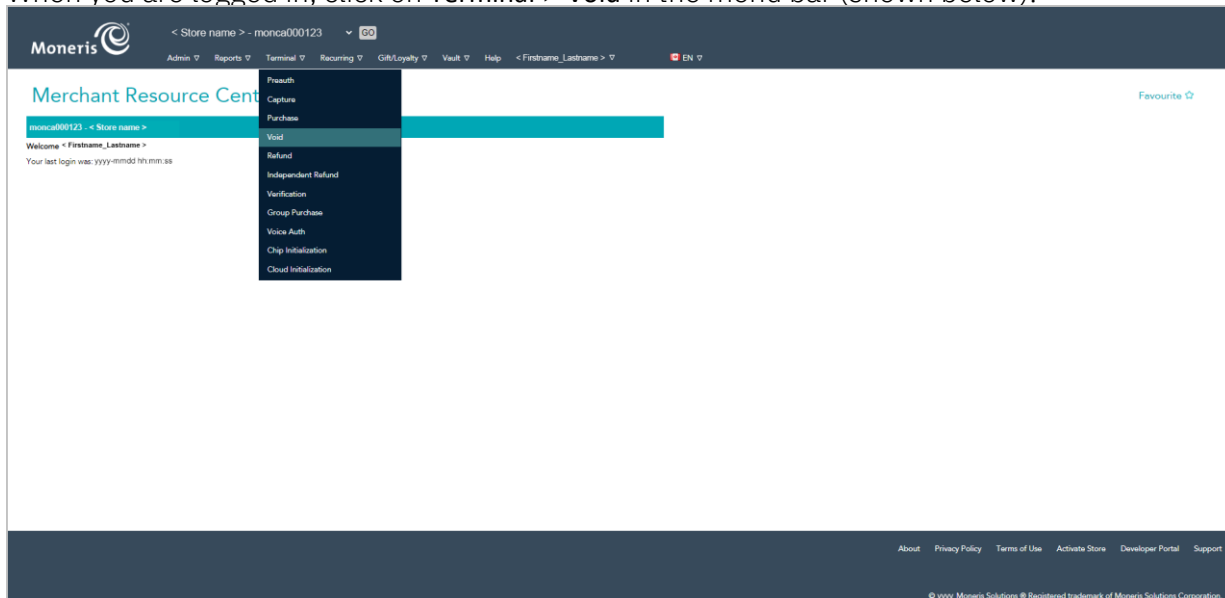 When you are logged in, click on Terminal > Void in the menu bar (shown below).
Moneris
< Store name > - monca000123 GO
Admin Reports Terminal Recurring Gift/Loyalty Vault Help < Firstname_Lastname > EN
Preauth
Capture
Purchase
Void
Refund
Independent Refund
Verification
Group Purchase
Voice Auth
Chip Initialization
Cloud Initialization
Merchant Resource Cent
Favourite
monca000123 - < Store name >
Welcome < Firstname_Lastname >
Your last login was: yyyy-mmdd hh:mm:ss
About Privacy Policy Terms of Use Activate Store Developer Portal Support
© yyyy Moneris Solutions ® Registered trademark of Moneris Solutions Corporation